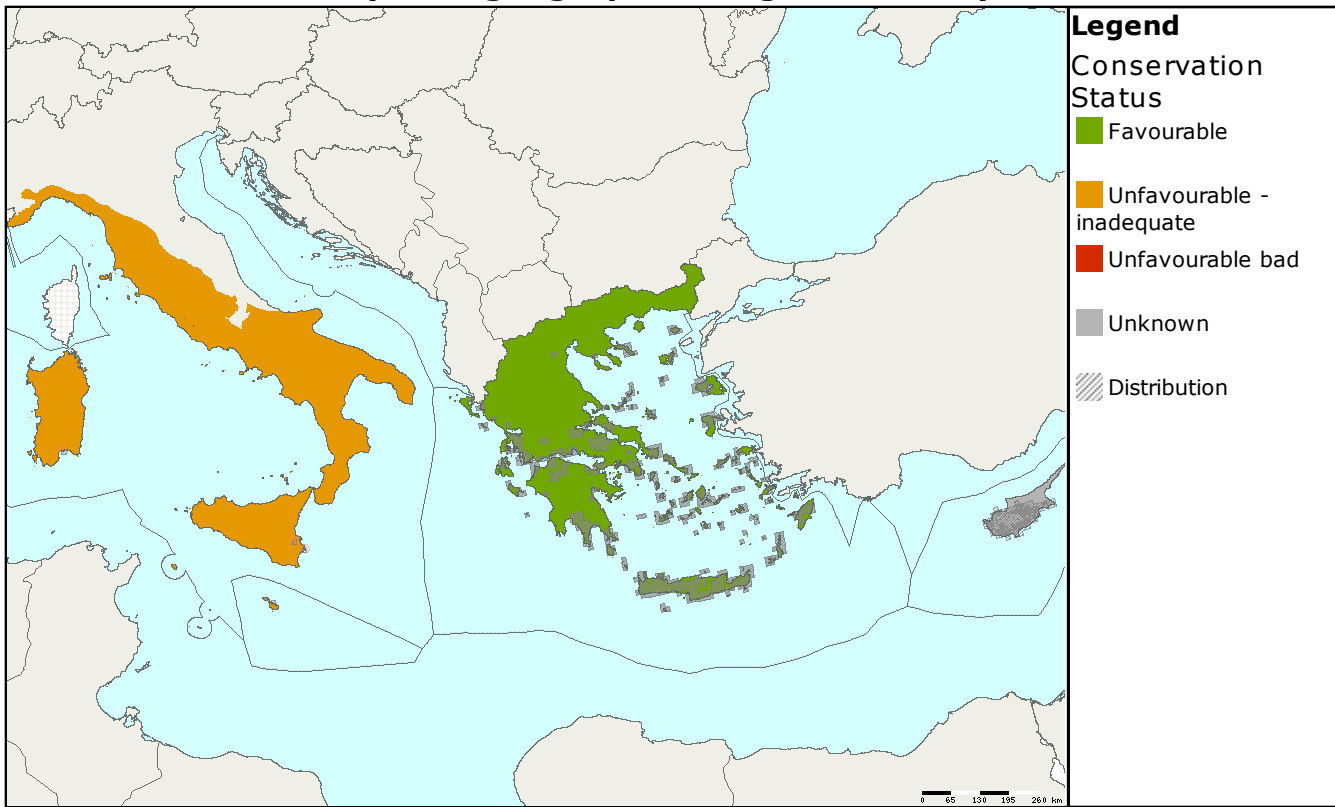 Legend
Conservation
Status
Favourable
Unfavourable -
inadequate
Unfavourable bad
Unknown
Distribution
0 65 130 195 260 km